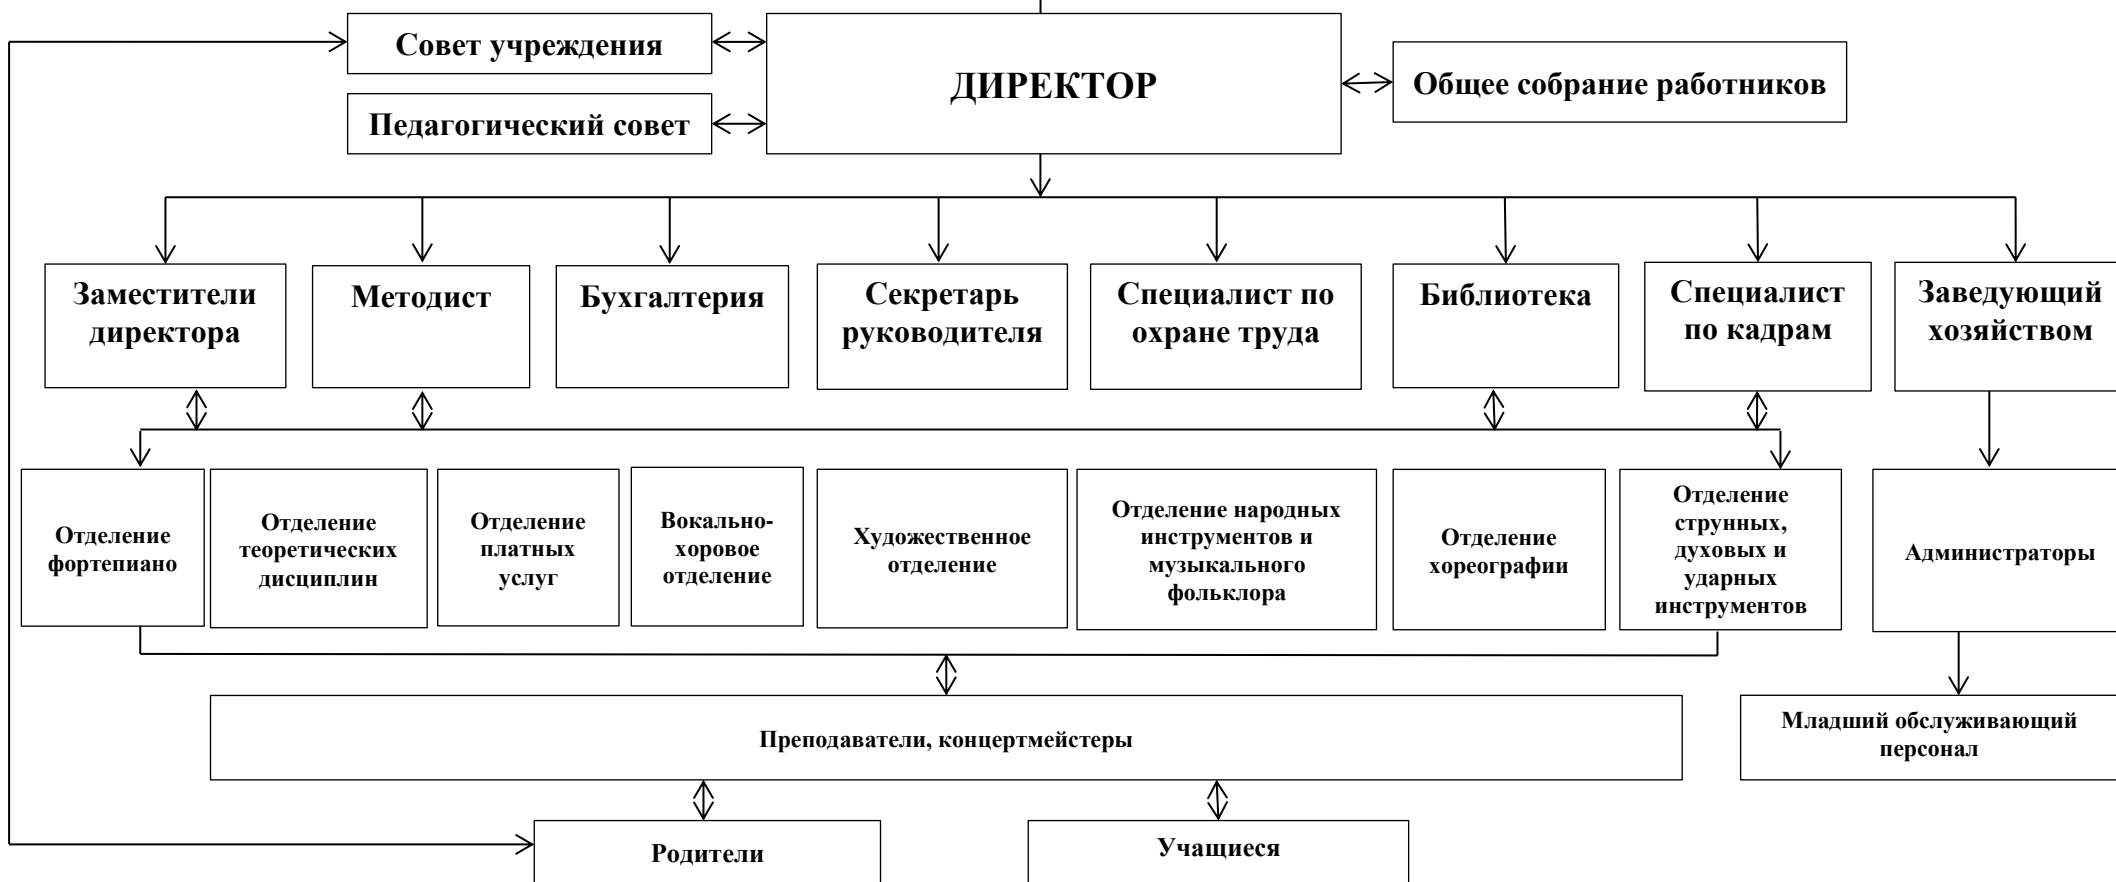 Совет учреждения
ДИРЕКТОР
Общее собрание работников
Педагогический совет
Заместители
директора
Методист
Бухгалтерия
Секретарь
руководителя
Специалист по
охране труда
Библиотека
Специалист
по кадрам
Заведующий
хозяйством
Отделение
фортепиано
Отделение
теоретических
дисциплин
Отделение
платных
услуг
Вокально-
хоровое
отделение
Художественное
отделение
Отделение народных
инструментов и
музыкального
фольклора
Отделение
хореографии
Отделение
струнных,
духовых и
ударных
инструментов
Администраторы
Преподаватели, концертмейстеры
Младший обслуживающий
персонал
Родители
Учащиеся